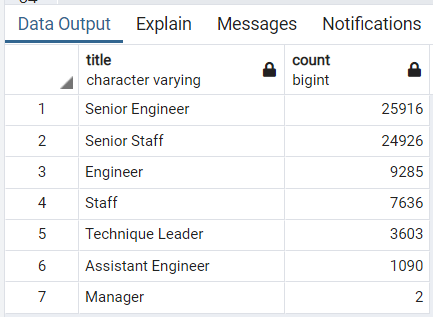 Data Output Explain Messages Notifications
title count
character varying bigint
1 Senior Engineer 25916
2 Senior Staff 24926
3 Engineer 9285
4 Staff 7636
5 Technique Leader 3603
6 Assistant Engineer 1090
7 Manager 2